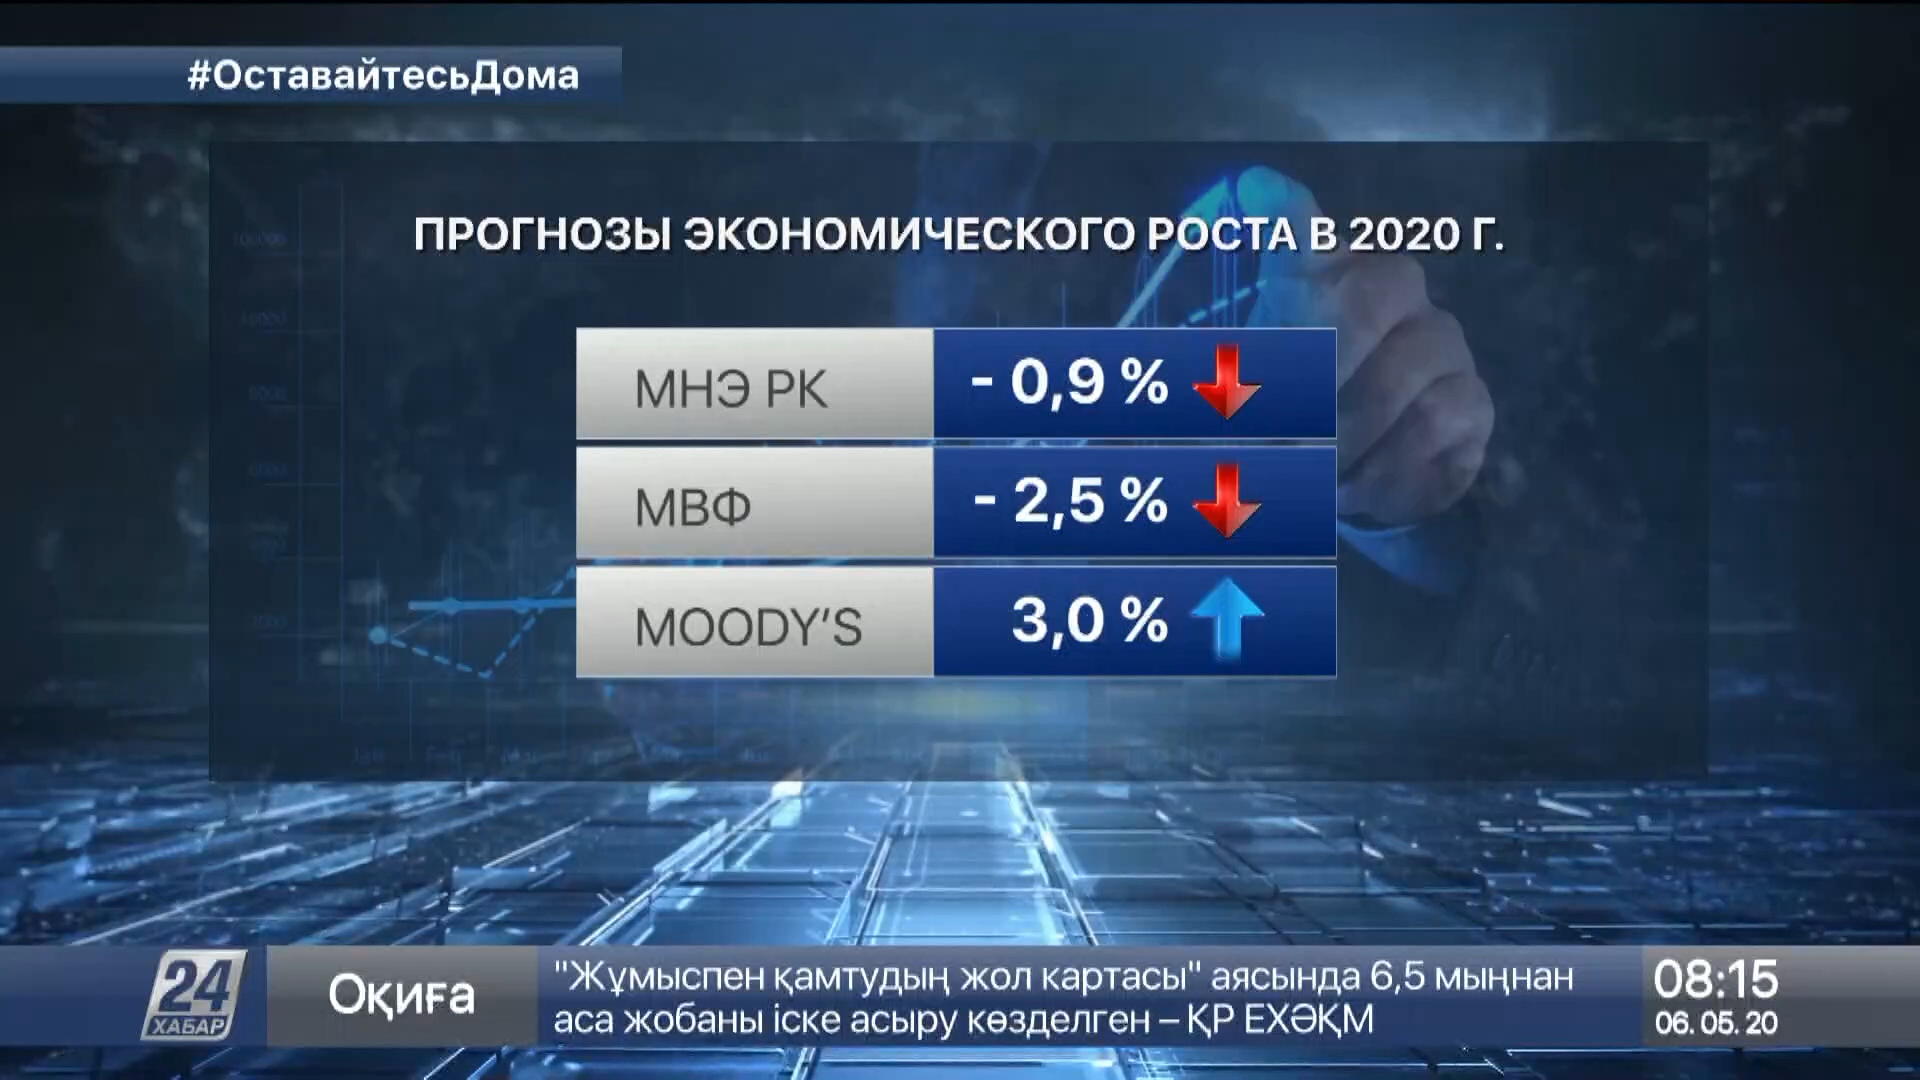 #ОставайтесьДома
ПРОГНОЗЫ ЭКОНОМИЧЕСКОГО РОСТА В 2020 Г.
МНЭ РК - 0,9 %
МВФ - 2,5 %
MOODY'S 3,0 %
24
ХАБАР
Оқиға
"Жұмыспен қамтудың жол картасы" аясында 6,5 мыңнан
аса жобаны іске асыру көзделген – ҚР ЕХӘҚМ
08:15
06. 05. 20